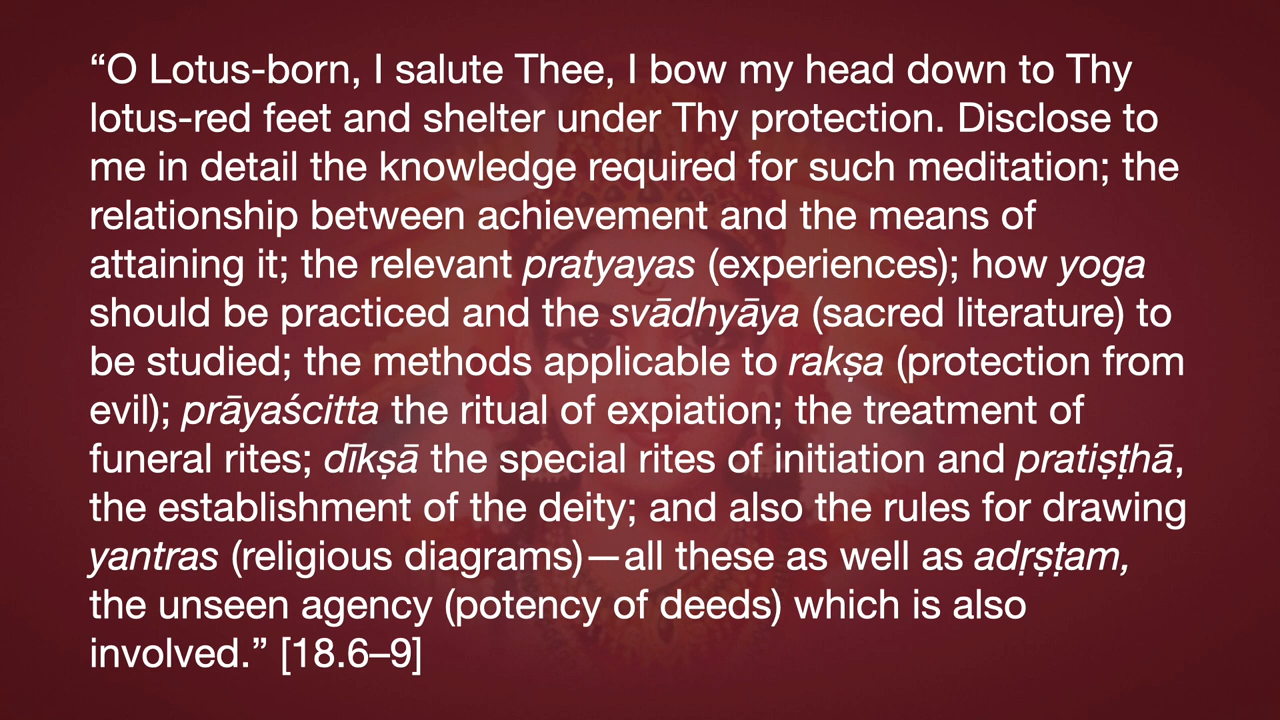 “O Lotus-born, I salute Thee, I bow my head down to Thy
lotus-red feet and shelter under Thy protection. Disclose to
me in detail the knowledge required for such meditation; the
relationship between achievement and the means of
attaining it; the relevant pratyayas (experiences); how yoga
should be practiced and the svādhyāya (sacred literature) to
be studied; the methods applicable to rakṣa (protection from
evil); prāyaścitta the ritual of expiation; the treatment of
funeral rites; dīkṣā the special rites of initiation and pratiṣṭhā,
the establishment of the deity; and also the rules for drawing
yantras (religious diagrams)—all these as well as adṛṣṭam,
the unseen agency (potency of deeds) which is also
involved.” [18.6–9]